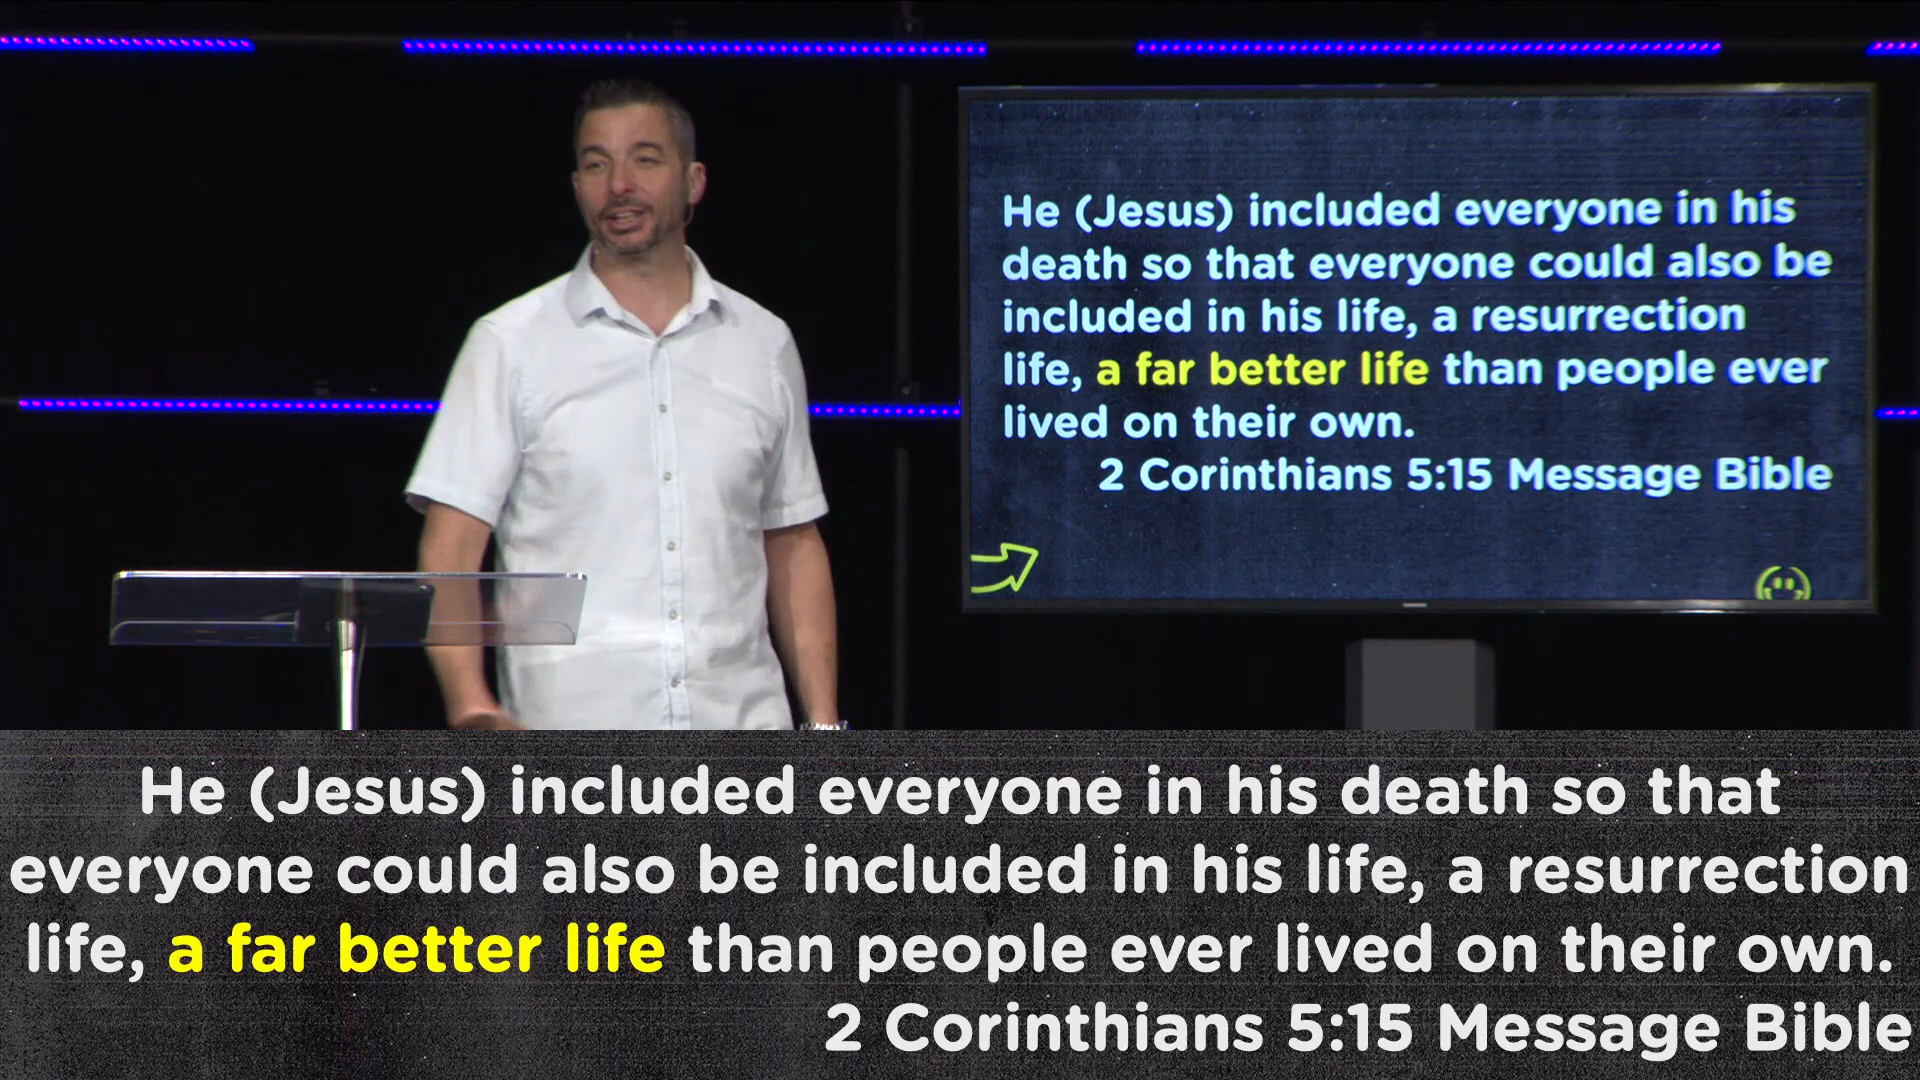 He (Jesus) included everyone in his
death so that everyone could also be
included in his life, a resurrection
life, a far better life than people ever
lived on their own.
2 Corinthians 5:15 Message Bible
He (Jesus) included everyone in his death so that
everyone could also be included in his life, a resurrection
life, a far better life than people ever lived on their own.
2 Corinthians 5:15 Message Bible